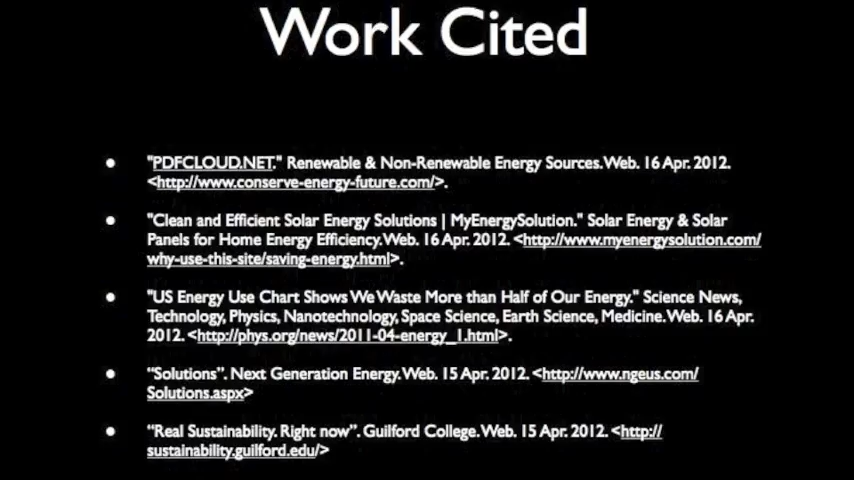 Work Cited
• "PDFCLOUD.NET." Renewable & Non-Renewable Energy Sources. Web. 16 Apr. 2012.
<http://www.conserve-energy-future.com/>.
• "Clean and Efficient Solar Energy Solutions | MyEnergySolution." Solar Energy & Solar
Panels for Home Energy Efficiency. Web. 16 Apr. 2012. <http://www.myenergysolution.com/
why-use-this-site/saving-energy.html>.
• "US Energy Use Chart Shows We Waste More than Half of Our Energy." Science News,
Technology, Physics, Nanotechnology, Space Science, Earth Science, Medicine. Web. 16 Apr.
2012. <http://phys.org/news/2011-04-energy_1.html>.
• “Solutions”. Next Generation Energy. Web. 15 Apr. 2012. <http://www.ngeus.com/
Solutions.aspx>
• “Real Sustainability. Right now”. Guilford College. Web. 15 Apr. 2012. <http://
sustainability.guilford.edu/>